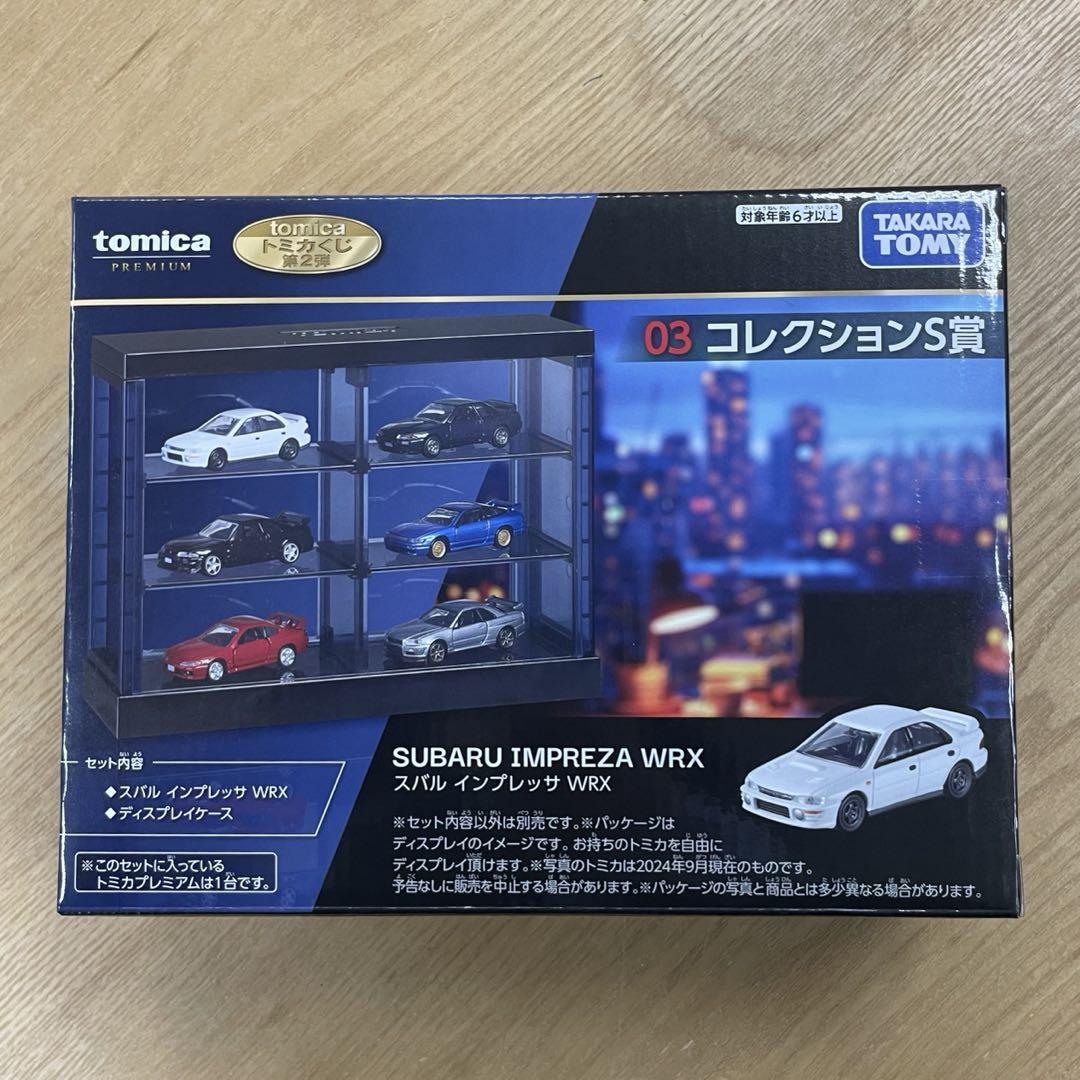 tomica
PREMIUM
tomica
トミカくじ
第2弾
対象年齢6才以上
TAKARA
TOMY
03 コレクションS賞
セット内容
◆スバル インプレッサ WRX
◆ディスプレイケース
※このセットに入っている
トミカプレミアムは1台です。
SUBARU IMPREZA WRX
スバル インプレッサ WRX
※セット内容以外は別売です。※パッケージは
ディスプレイのイメージです。お持ちのトミカを自由に
ディスプレイ頂けます。※写真のトミカは2024年9月現在のものです。
予告なしに販売を中止する場合があります。※パッケージの写真と商品とは多少異なる場合があります。